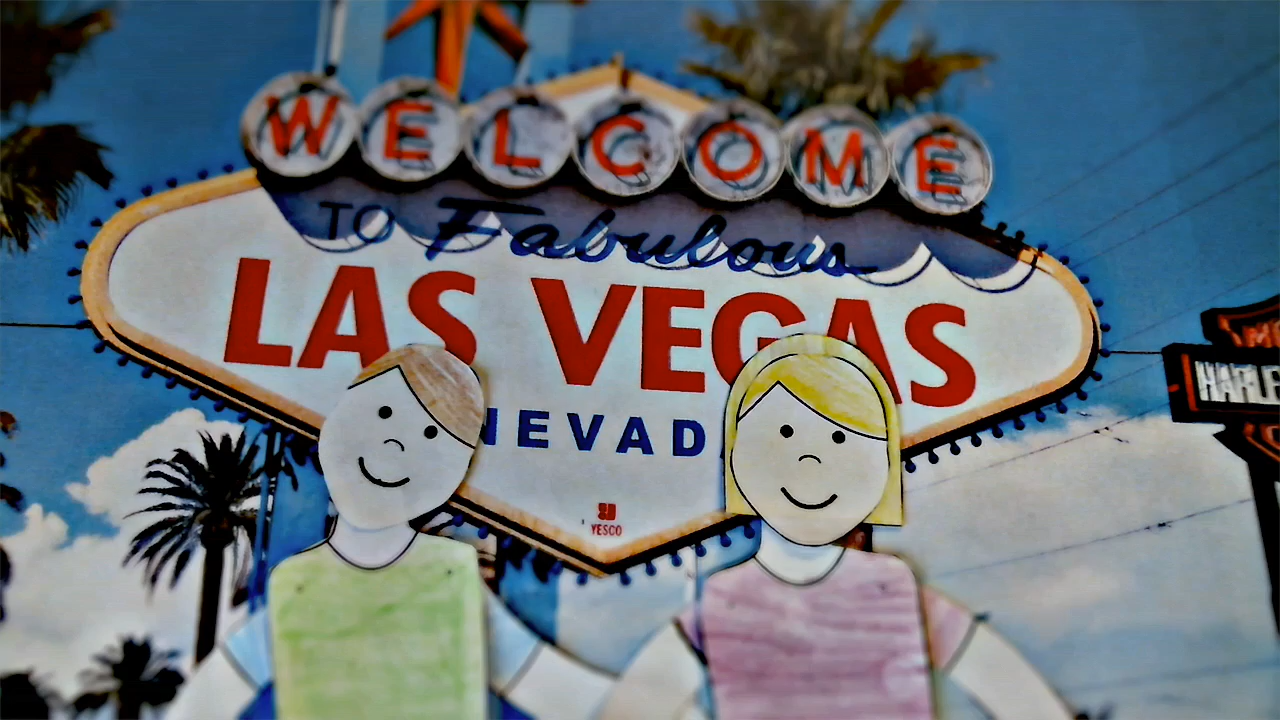 WELCOME
TO Fabulous
LAS VEGAS
NEVAD
YESCO
HARLE